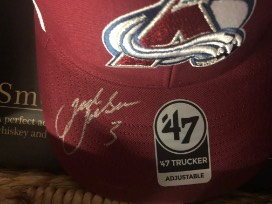 Sm
a perfect a
whiskey and
3
'47
'47 TRUCKER
ADJUSTABLE